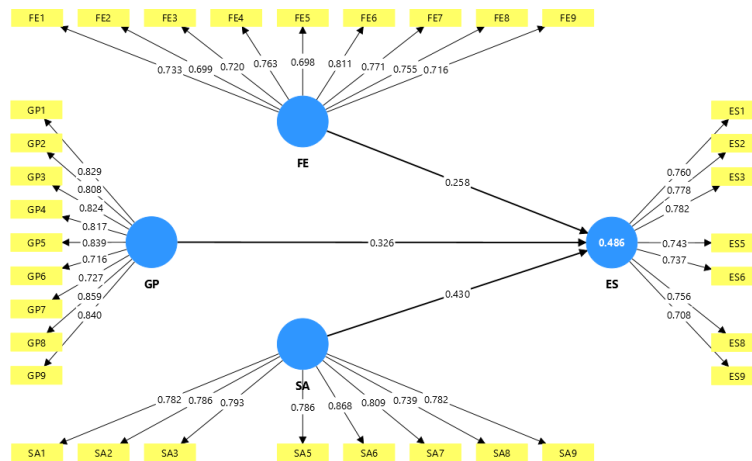 FE1 FE2 FE3 FE4 FE5 FE6 FE7 FE8 FE9
0.733 0.699 0.720 0.763 0.698 0.811 0.771 0.755 0.716
FE
GP1
GP2
GP3
GP4
GP5
GP6
GP7
GP8
GP9
0.829
0.808
0.824
0.817
0.839
0.716
0.727
0.859
0.840
GP
0.258
0.326
0.430
0.486
ES
ES1
ES2
ES3
ES5
ES6
ES8
ES9
0.760
0.778
0.782
0.743
0.737
0.756
0.708
SA
0.782 0.786 0.793 0.786 0.868 0.809 0.739 0.782
SA1 SA2 SA3 SA5 SA6 SA7 SA8 SA9